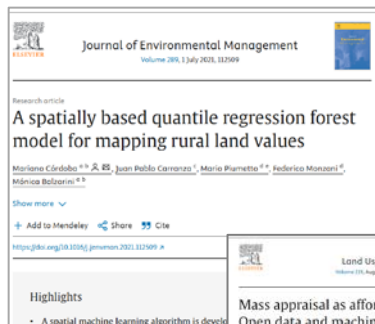 ELSEVIER
Journal of Environmental Management
Volume 289, 1 July 2021, 112509
Research article
A spatially based quantile regression forest
model for mapping rural land values
Mariano Córdoba a b, Juan Pablo Carranza c, Mario Piumetto d e, Federico Monzani d,
Mónica Balzarini a b
Show more
+ Add to Mendeley Share Cite
https://doi.org/10.1016/j.jenvman.2021.112509
Highlights
• A spatial machine learning algorithm is develo
ELSEVIER
Land Us
Mass appraisal as affor
Open data and machin